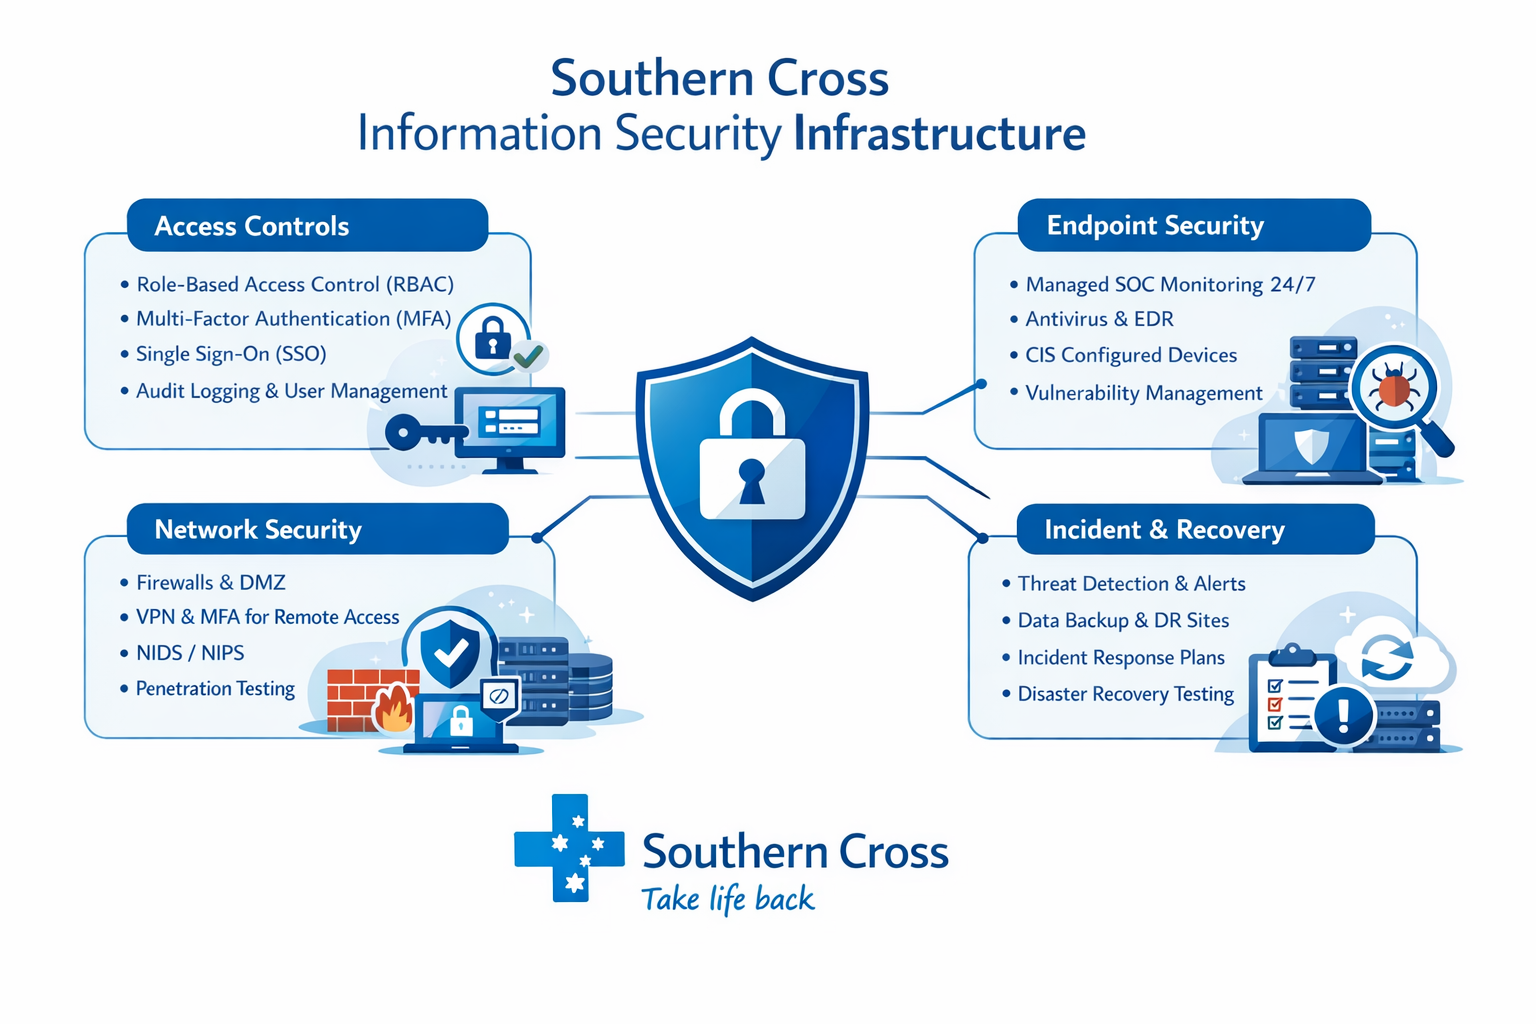 Southern Cross
Information Security Infrastructure
Access Controls
• Role-Based Access Control (RBAC)
• Multi-Factor Authentication (MFA)
• Single Sign-On (SSO)
• Audit Logging & User Management
Endpoint Security
• Managed SOC Monitoring 24/7
• Antivirus & EDR
• CIS Configured Devices
• Vulnerability Management
Network Security
• Firewalls & DMZ
• VPN & MFA for Remote Access
• NIDS / NIPS
• Penetration Testing
Incident & Recovery
• Threat Detection & Alerts
• Data Backup & DR Sites
• Incident Response Plans
• Disaster Recovery Testing
Southern Cross
Take life back